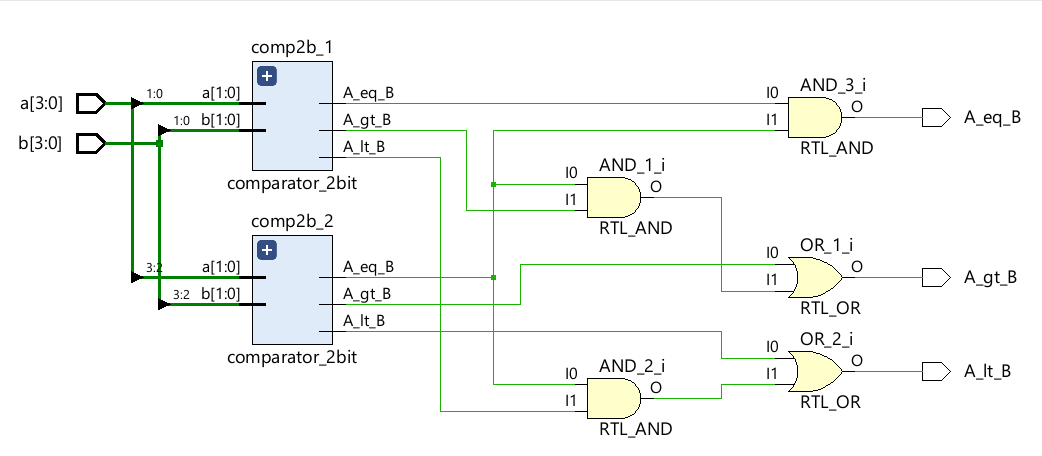 comp2b_1
a[3:0]
1:0
a[1:0]
A_eq_B
b[3:0]
1:0
b[1:0]
A_gt_B
A_lt_B
comparator_2bit
I0
I1
AND_3_i
O
RTL_AND
A_eq_B
I0
I1
AND_1_i
O
RTL_AND
comp2b_2
3:2
a[1:0]
A_eq_B
3:2
b[1:0]
A_gt_B
A_lt_B
comparator_2bit
I0
I1
OR_1_i
O
RTL_OR
A_gt_B
I0
I1
OR_2_i
O
RTL_OR
A_lt_B
I0
I1
AND_2_i
O
RTL_AND